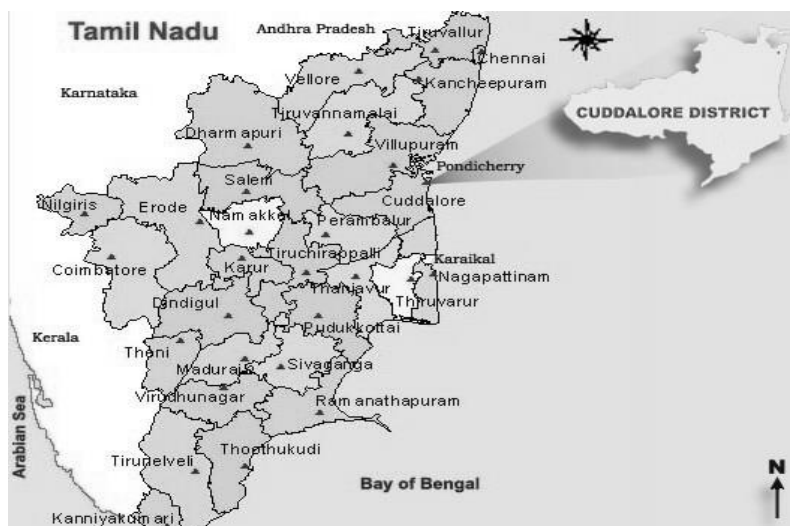 Tamil Nadu
Andhra Pradesh
Tiruvallur
Chennai
Vellore
Kancheepuram
Karnataka
Tiruvannamalai
CUDDALORE DISTRICT
Dharmapuri
Villupuram
Pondicherry
Salem
Nilgiris
Erode
Cuddalore
Namakkal
Perambalur
Tiruchirappalli
Karaikal
Coimbatore
Karur
Nagapattinam
Thanjavur
Thiruvarur
Dindigul
Pudukkottai
Kerala
Theni
Madurai
Sivaganga
Virudhunagar
Ramanathapuram
Arabian Sea
Thoothukudi
Tirunelveli
N
Bay of Bengal
Kanniyakumari